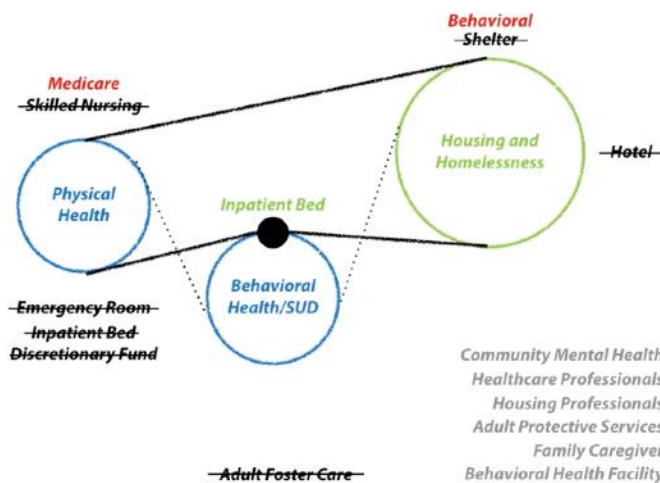 Behavioral
Shelter
Medicare
Skilled Nursing
Housing and
Homelessness
Hotel
Physical
Health
Inpatient Bed
Behavioral
Health/SUD
Emergency Room
Inpatient Bed
Discretionary Fund
Community Mental Health
Healthcare Professionals
Housing Professionals
Adult Protective Services
Family Caregiver
Behavioral Health Facility
Adult Foster Care